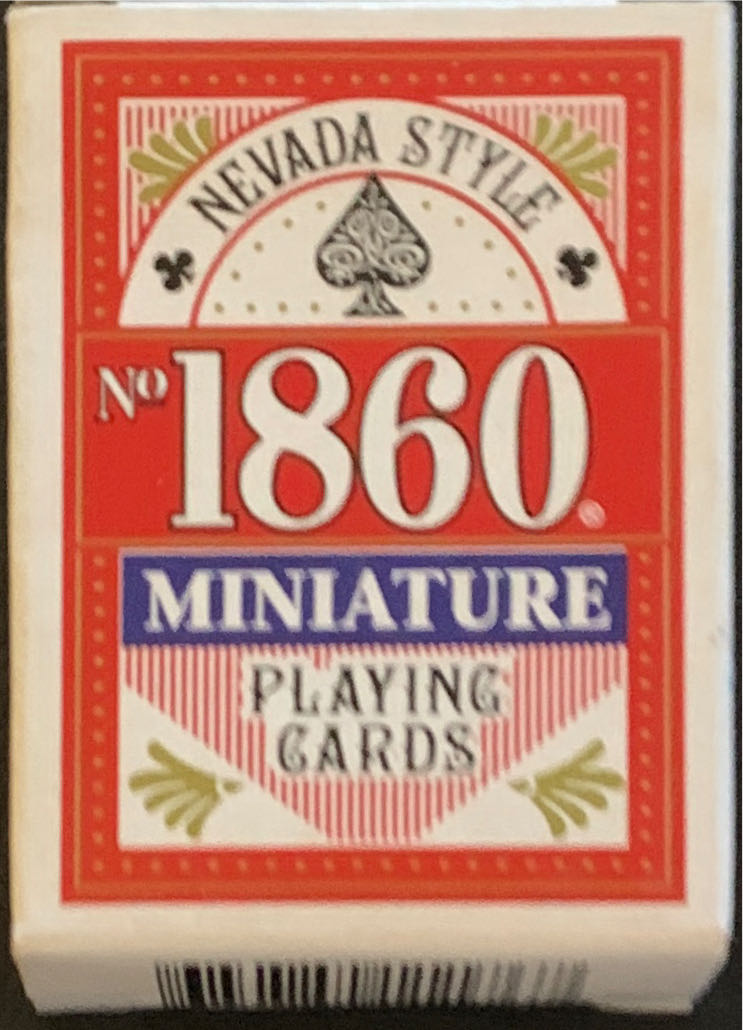 NEVADA STYLE
No 1860®
MINIATURE
PLAYING
CARDS